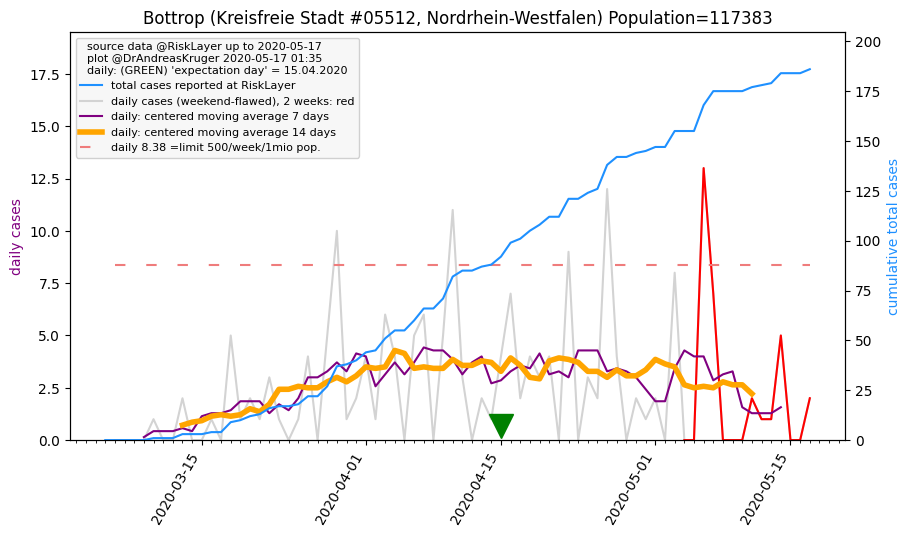 Bottrop (Kreisfreie Stadt #05512, Nordrhein-Westfalen) Population=117383
source data @RiskLayer up to 2020-05-17
plot @DrAndreasKruger 2020-05-17 01:35
daily: (GREEN) 'expectation day' = 15.04.2020
total cases reported at RiskLayer
daily cases (weekend-flawed), 2 weeks: red
daily: centered moving average 7 days
daily: centered moving average 14 days
daily 8.38 =limit 500/week/1mio pop.
daily cases
17.5
15.0
12.5
10.0
7.5
5.0
2.5
0.0
cumulative total cases
200
175
150
125
100
75
50
25
0
2020-03-15
2020-04-01
2020-04-15
2020-05-01
2020-05-15